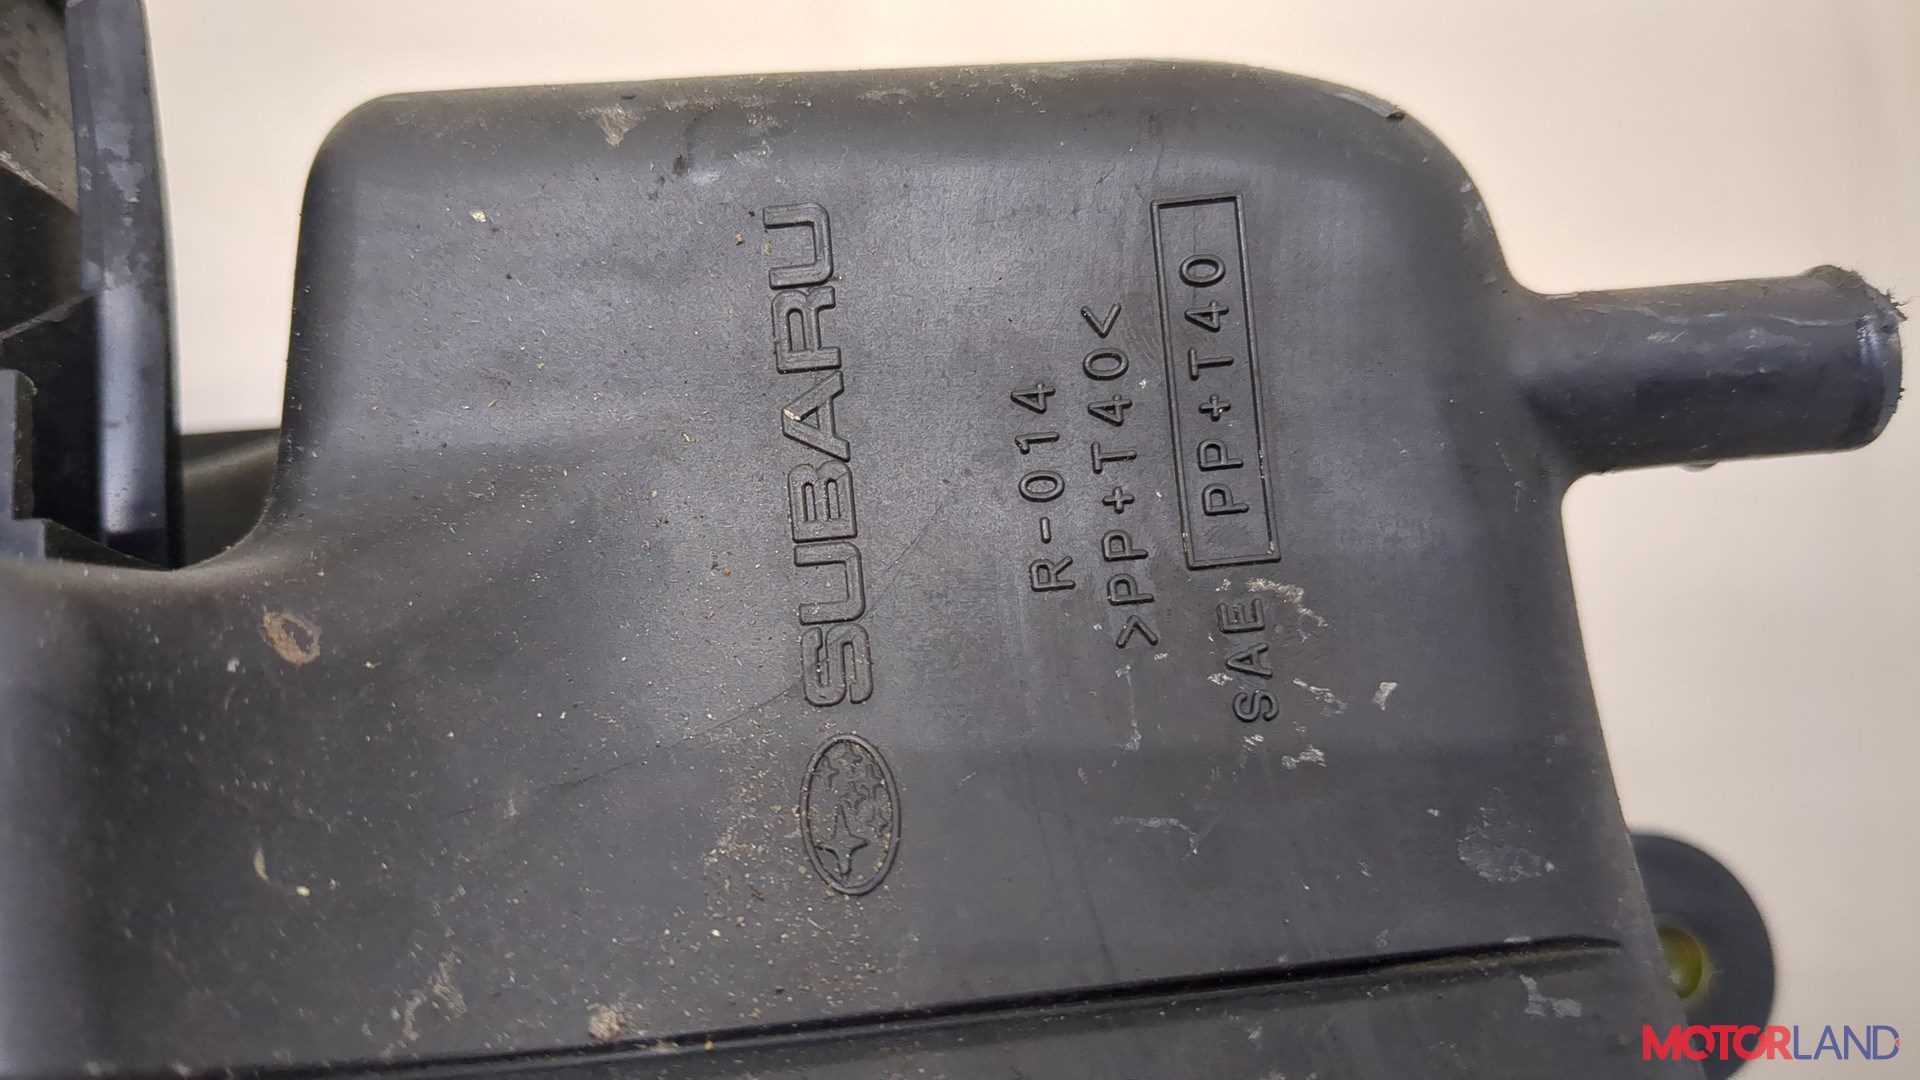 SUBARU
R-014
>PP+T40<
SAE PP+T40
MOTORLAND